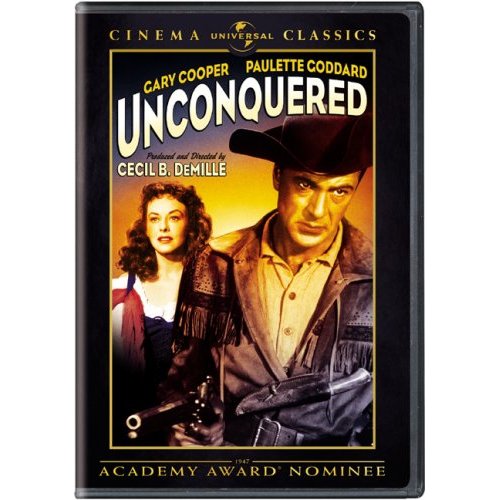 CINEMA UNIVERSAL CLASSICS
GARY COOPER PAULETTE GODDARD
UNCONQUERED
Produced and Directed by
CECIL B. DeMILLE
1947
ACADEMY AWARD® NOMINEE